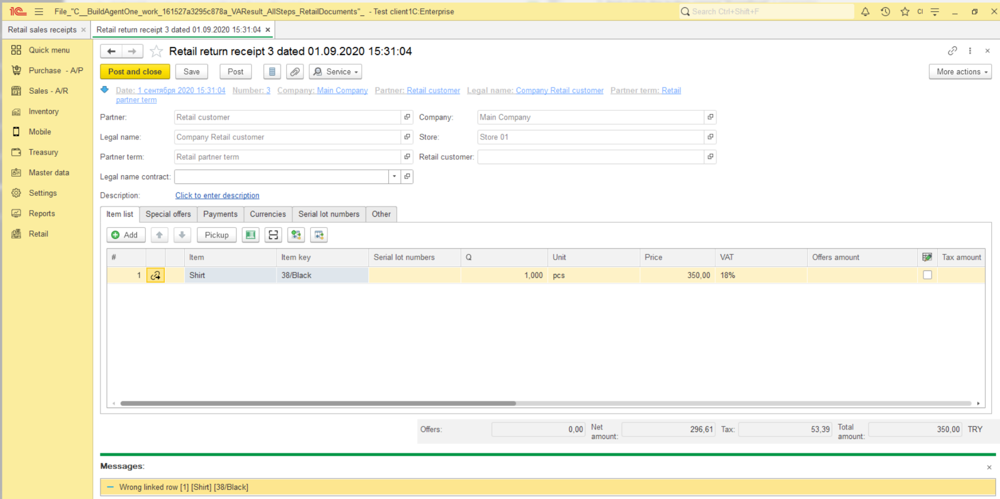 File_"C__BuildAgentOne_work_161527a3295c878a_VAResult_AllSteps_RetailDocuments"_ - Test client1C:Enterprise
Search Ctrl+Shift+F
CI
Retail sales receipts
Retail return receipt 3 dated 01.09.2020 15:31:04
Quick menu
Purchase - A/P
Sales - A/R
Inventory
Mobile
Treasury
Master data
Settings
Reports
Retail
Retail return receipt 3 dated 01.09.2020 15:31:04
Post and close Save Post Service More actions
Date: 1 сентября 2020 15:31:04 Number: 3 Company: Main Company Partner: Retail customer Legal name: Company Retail customer Partner term: Retail
partner term
Partner: Retail customer Company: Main Company
Legal name: Company Retail customer Store: Store 01
Partner term: Retail partner term Retail customer:
Legal name contract:
Description: Click to enter description
Item list Special offers Payments Currencies Serial lot numbers Other
Add Pickup
# Item Item key Serial lot numbers Q Unit Price VAT Offers amount Tax amount
1 Shirt 38/Black 1,000 pcs 350,00 18%
Offers: 0,00 Net amount: 296,61 Tax: 53,39 Total amount: 350,00 TRY
Messages:
Wrong linked row [1] [Shirt] [38/Black]